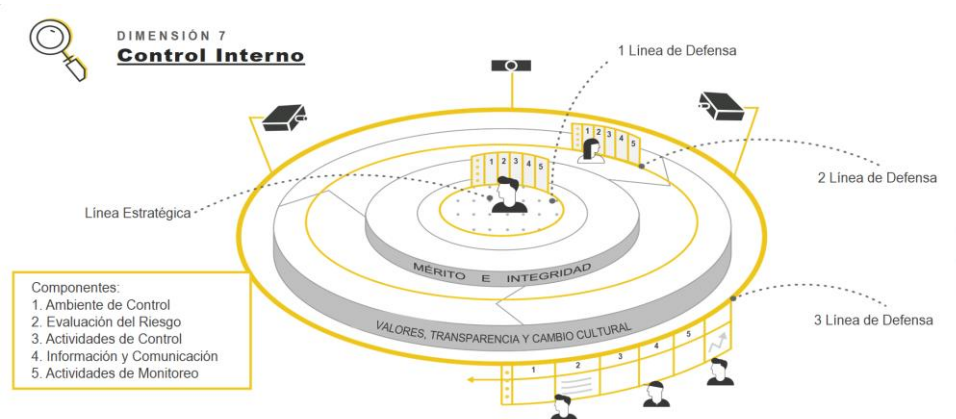 DIMENSIÓN 7
Control Interno
1 Línea de Defensa
1 2 3 4 5
1 2 3 4 5
2 Línea de Defensa
Línea Estratégica
MÉRITO E INTEGRIDAD
Componentes:
1. Ambiente de Control
2. Evaluación del Riesgo
3. Actividades de Control
4. Información y Comunicación
5. Actividades de Monitoreo
VALORES, TRANSPARENCIA Y CAMBIO CULTURAL
3 Línea de Defensa
1 2 3 4 5